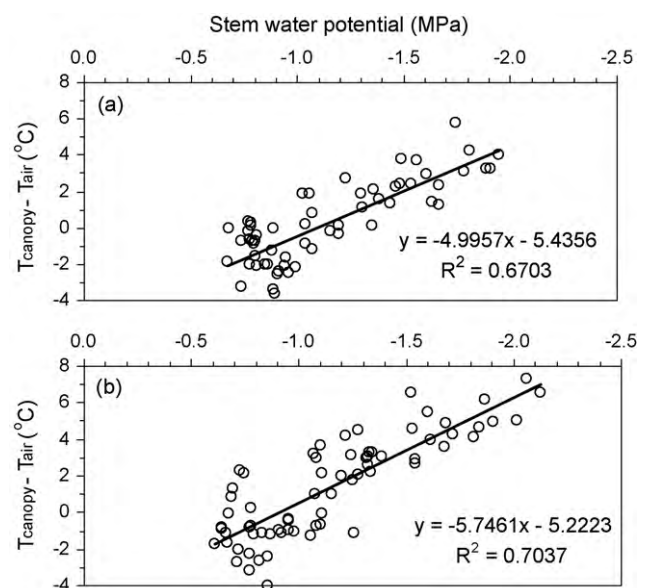 Stem water potential (MPa)
0.0 -0.5 -1.0 -1.5 -2.0 -2.5
8
(a)
6
4
2
0
-2
-4
Tcanopy - Tair (°C)
y = -4.9957x - 5.4356
R² = 0.6703
0.0 -0.5 -1.0 -1.5 -2.0 -2.5
8
(b)
6
4
2
0
-2
-4
Tcanopy - Tair (°C)
y = -5.7461x - 5.2223
R² = 0.7037